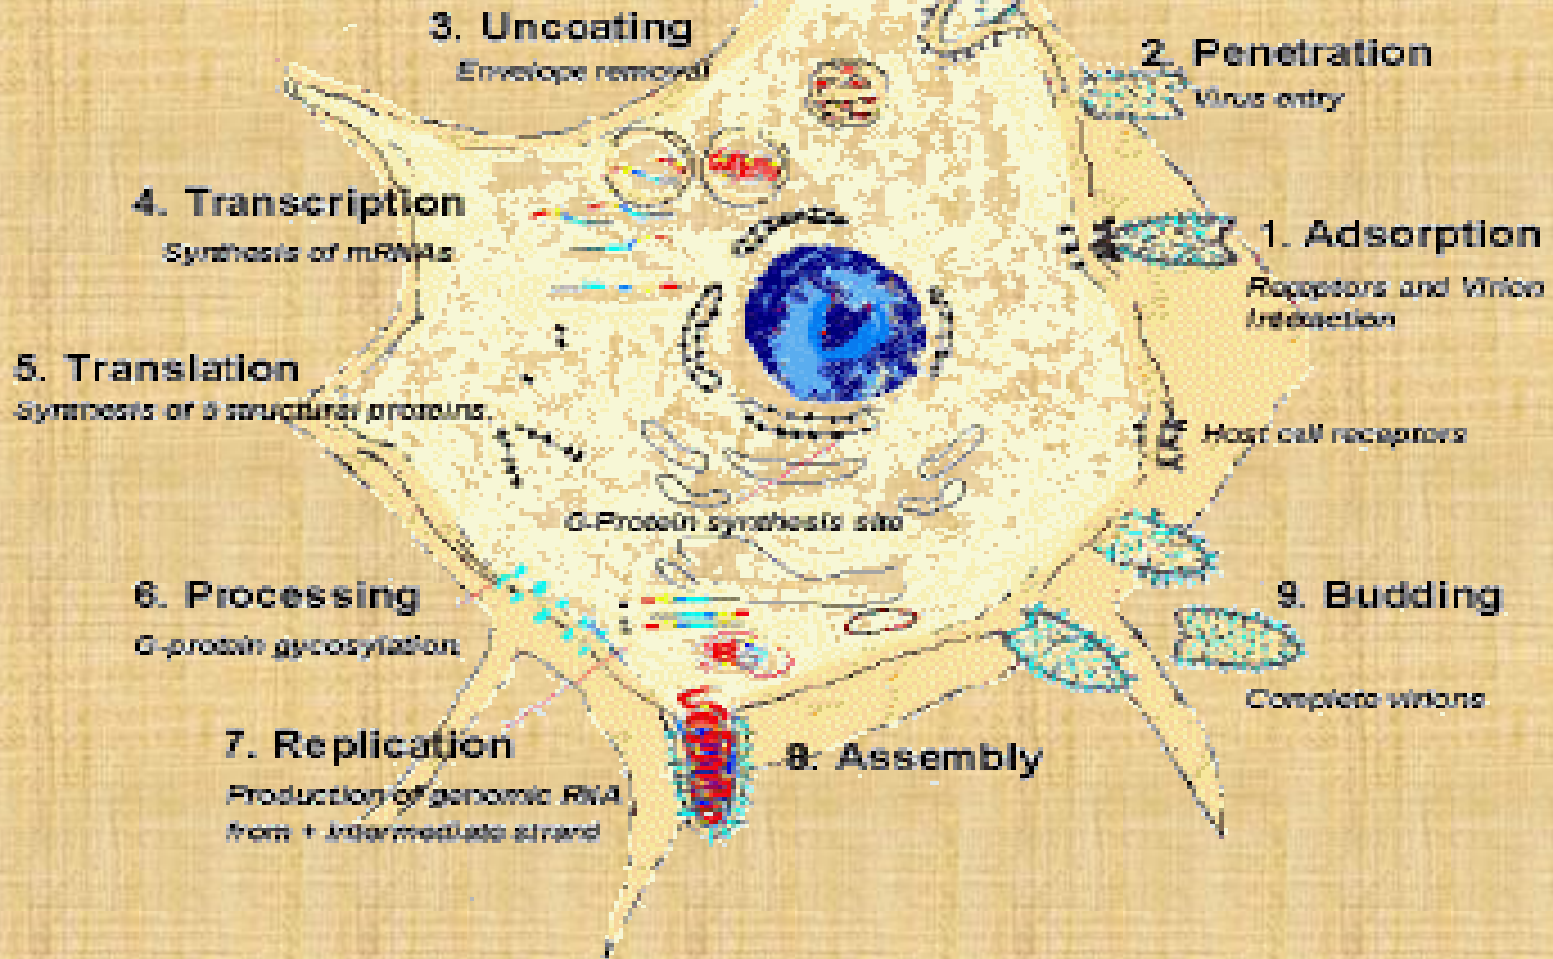 3. Uncoating
Envelope removal
2. Penetration
Virus entry
4. Transcription
Synthesis of mRNAs
1. Adsorption
Receptors and Virion
Interaction
5. Translation
Synthesis of 5 structural proteins.
Host cell receptors
G-Protein synthesis site
6. Processing
G-protein gycosylation
9. Budding
Complete virions
7. Replication
Production of genomic RNA
from + intermediate strand
8: Assembly